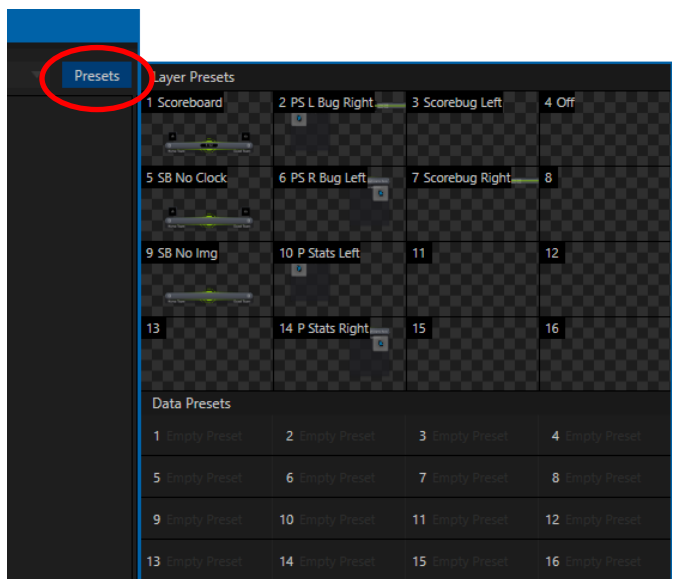 Presets
Layer Presets
1 Scoreboard
2 PS L Bug Right
3 Scorebug Left
4 Off
5 SB No Clock
6 PS R Bug Left
7 Scorebug Right
8
9 SB No Img
10 P Stats Left
11
12
13
14 P Stats Right
15
16
Data Presets
1 Empty Preset
2 Empty Preset
3 Empty Preset
4 Empty Preset
5 Empty Preset
6 Empty Preset
7 Empty Preset
8 Empty Preset
9 Empty Preset
10 Empty Preset
11 Empty Preset
12 Empty Preset
13 Empty Preset
14 Empty Preset
15 Empty Preset
16 Empty Preset